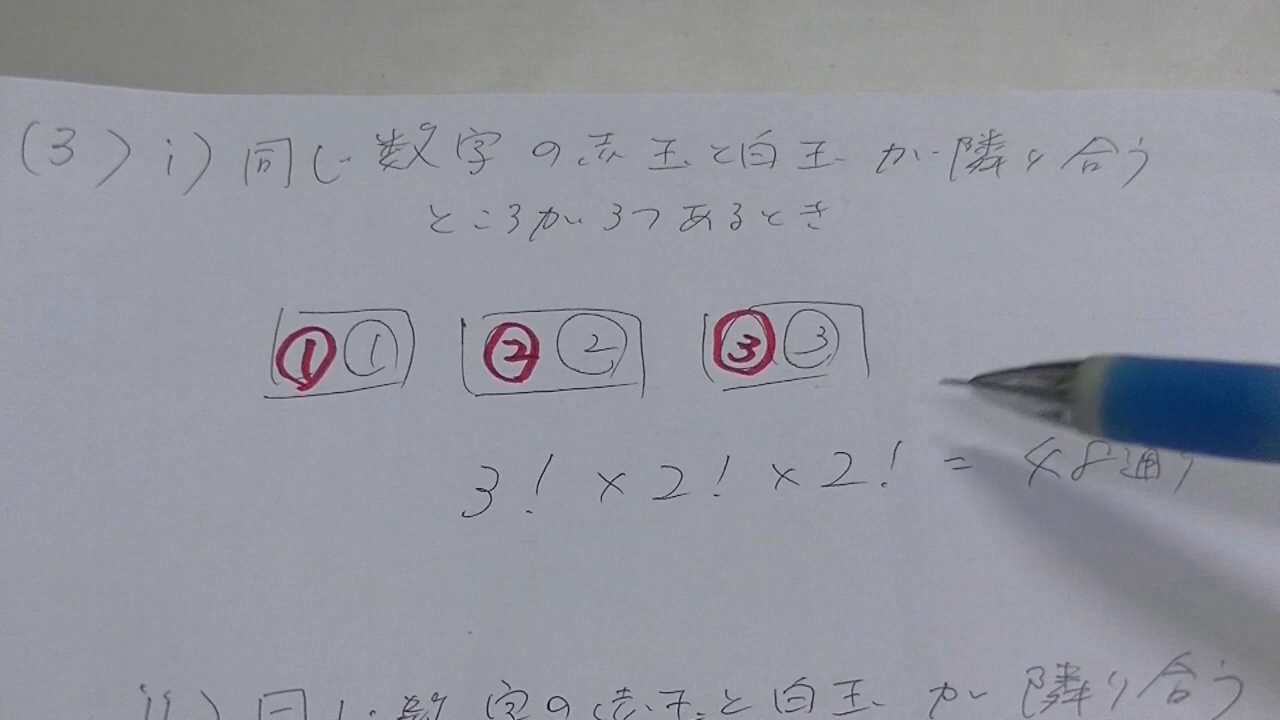 (3) i) 同じ数字の赤玉と白玉が隣り合う
ところが3つあるとき
① ① ② ② ③ ③
3! × 2! × 2! = 48通り
ii) 同じ数字の赤玉と白玉が隣り合う